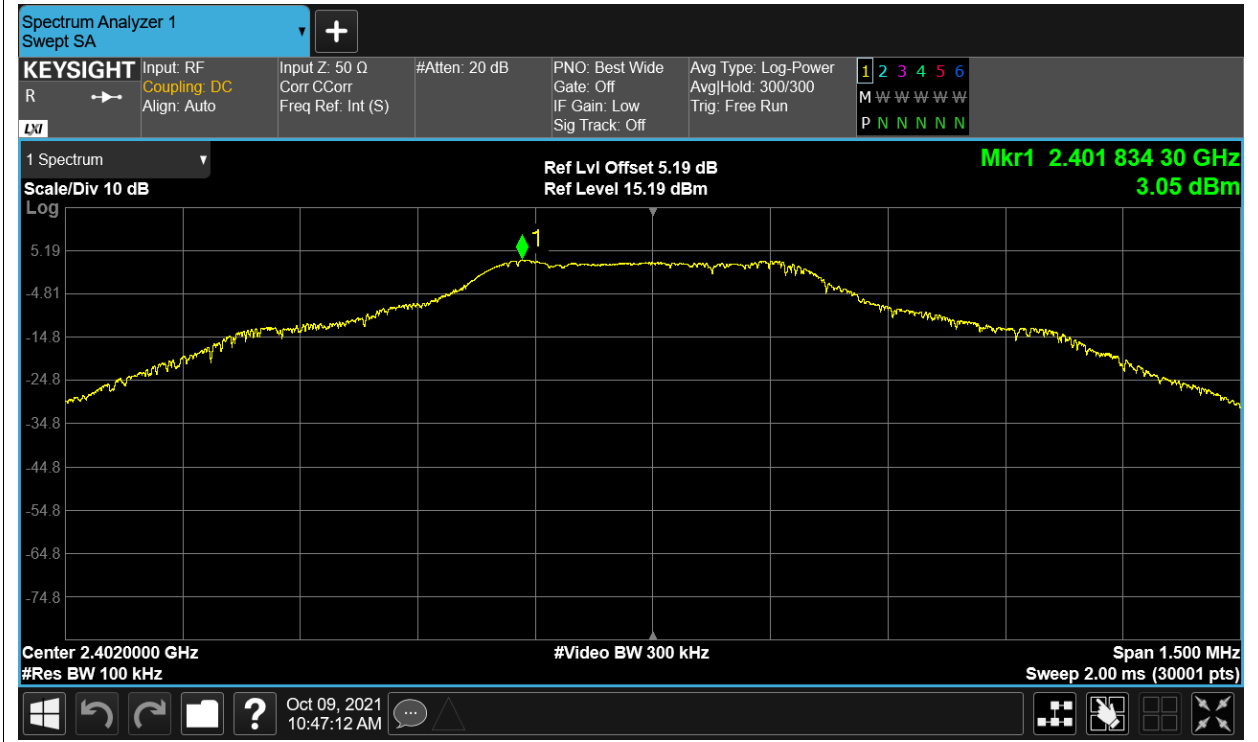 Spectrum Analyzer 1
Swept SA
KEYSIGHT
R
LXI
Input: RF
Coupling: DC
Align: Auto
Input Z: 50 Ω
Corr CCorr
Freq Ref: Int (S)
#Atten: 20 dB
PNO: Best Wide
Gate: Off
IF Gain: Low
Sig Track: Off
Avg Type: Log-Power
Avg|Hold: 300/300
Trig: Free Run
1 2 3 4 5 6
M W W W W W
P N N N N N N
1 Spectrum
Scale/Div 10 dB
Log
Ref Lvl Offset 5.19 dB
Ref Level 15.19 dBm
Mkr1 2.401 834 30 GHz
3.05 dBm
1
5.19
-4.81
-14.8
-24.8
-34.8
-44.8
-54.8
-64.8
-74.8
Center 2.4020000 GHz
#Res BW 100 kHz
#Video BW 300 kHz
Span 1.500 MHz
Sweep 2.00 ms (30001 pts)
?
Oct 09, 2021
10:47:12 AM